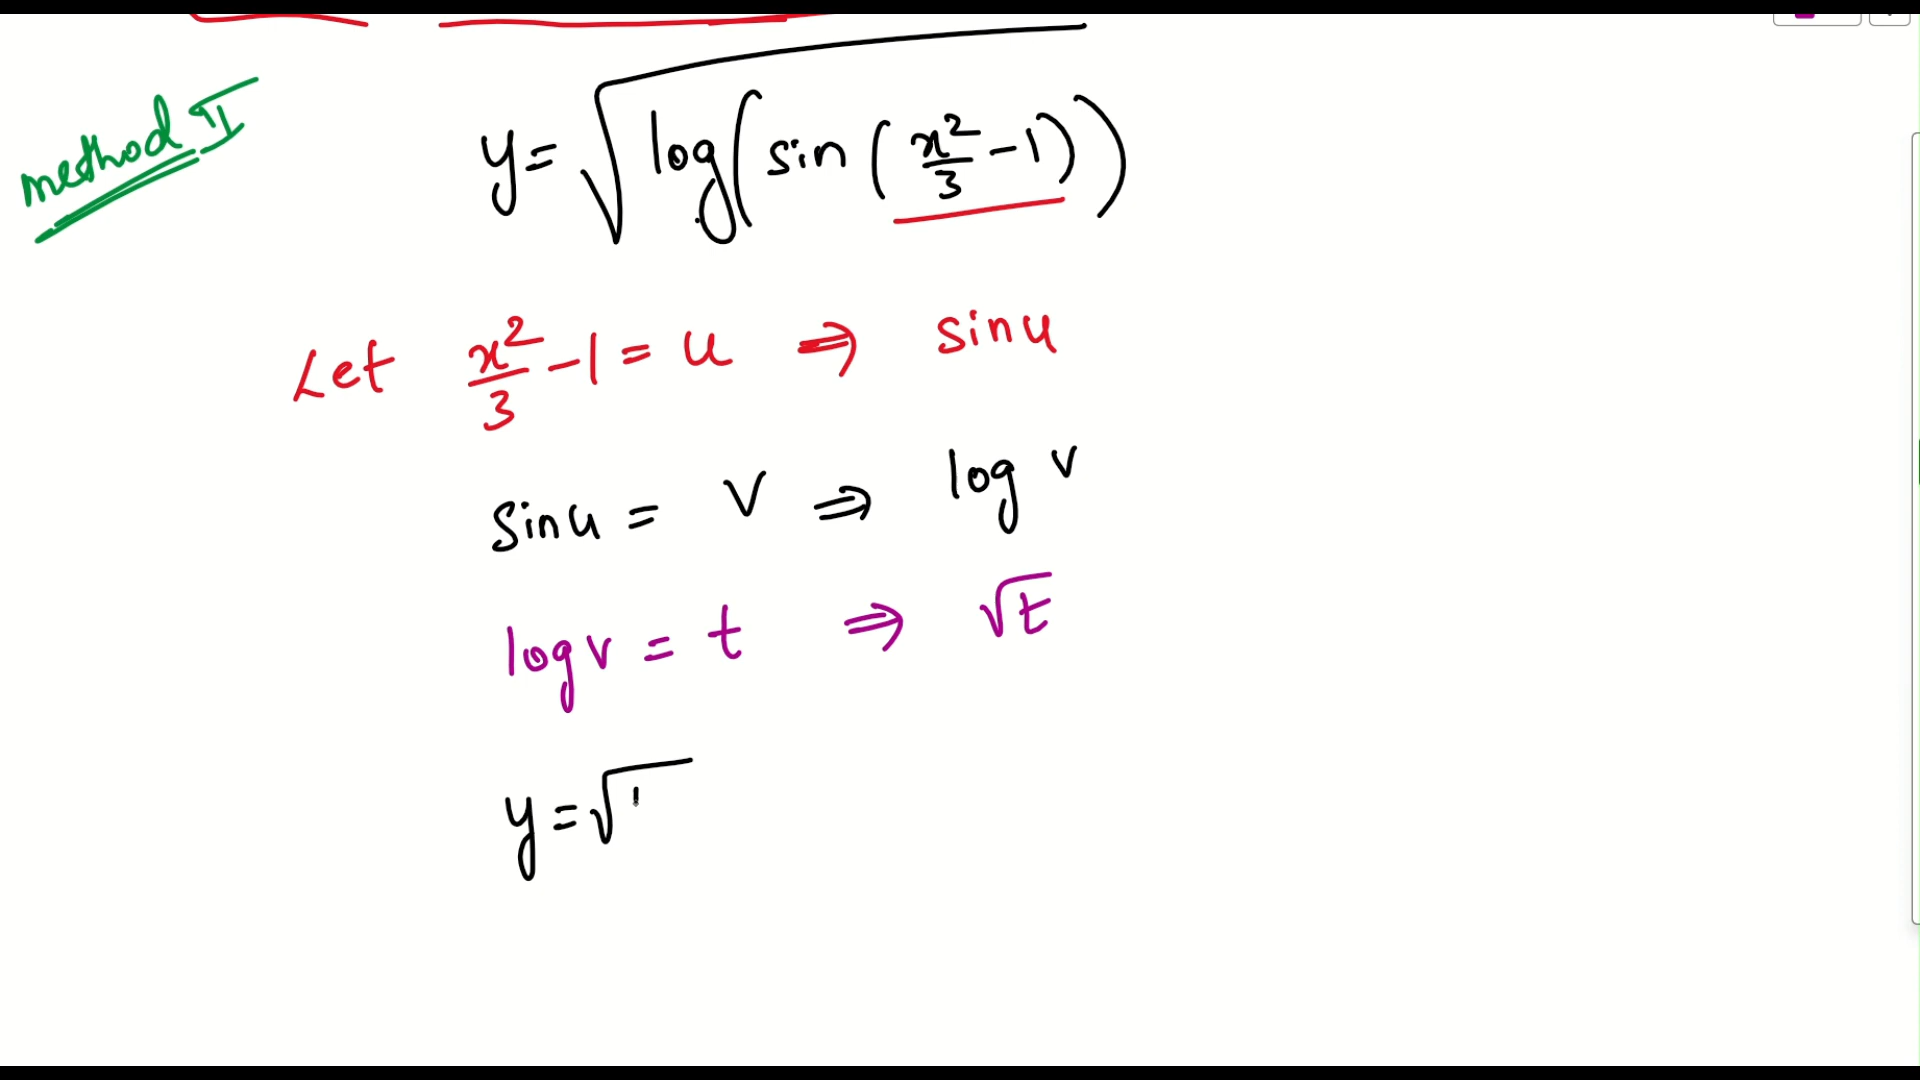 method II
y = √log(sin(x²/3 - 1))
Let x²/3 - 1 = u ⇒ sin u
sin u = v ⇒ log v
log v = t ⇒ √t
y = √